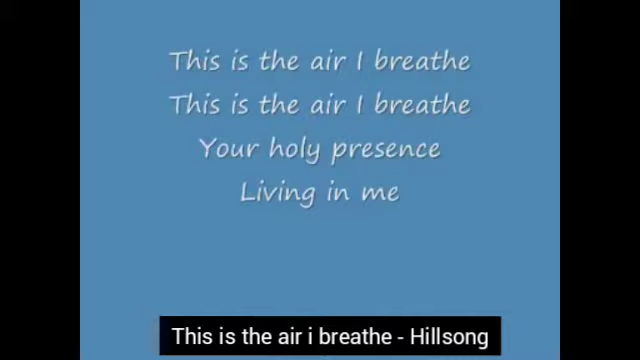 This is the air I breathe
This is the air I breathe
Your holy presence
Living in me
This is the air i breathe - Hillsong